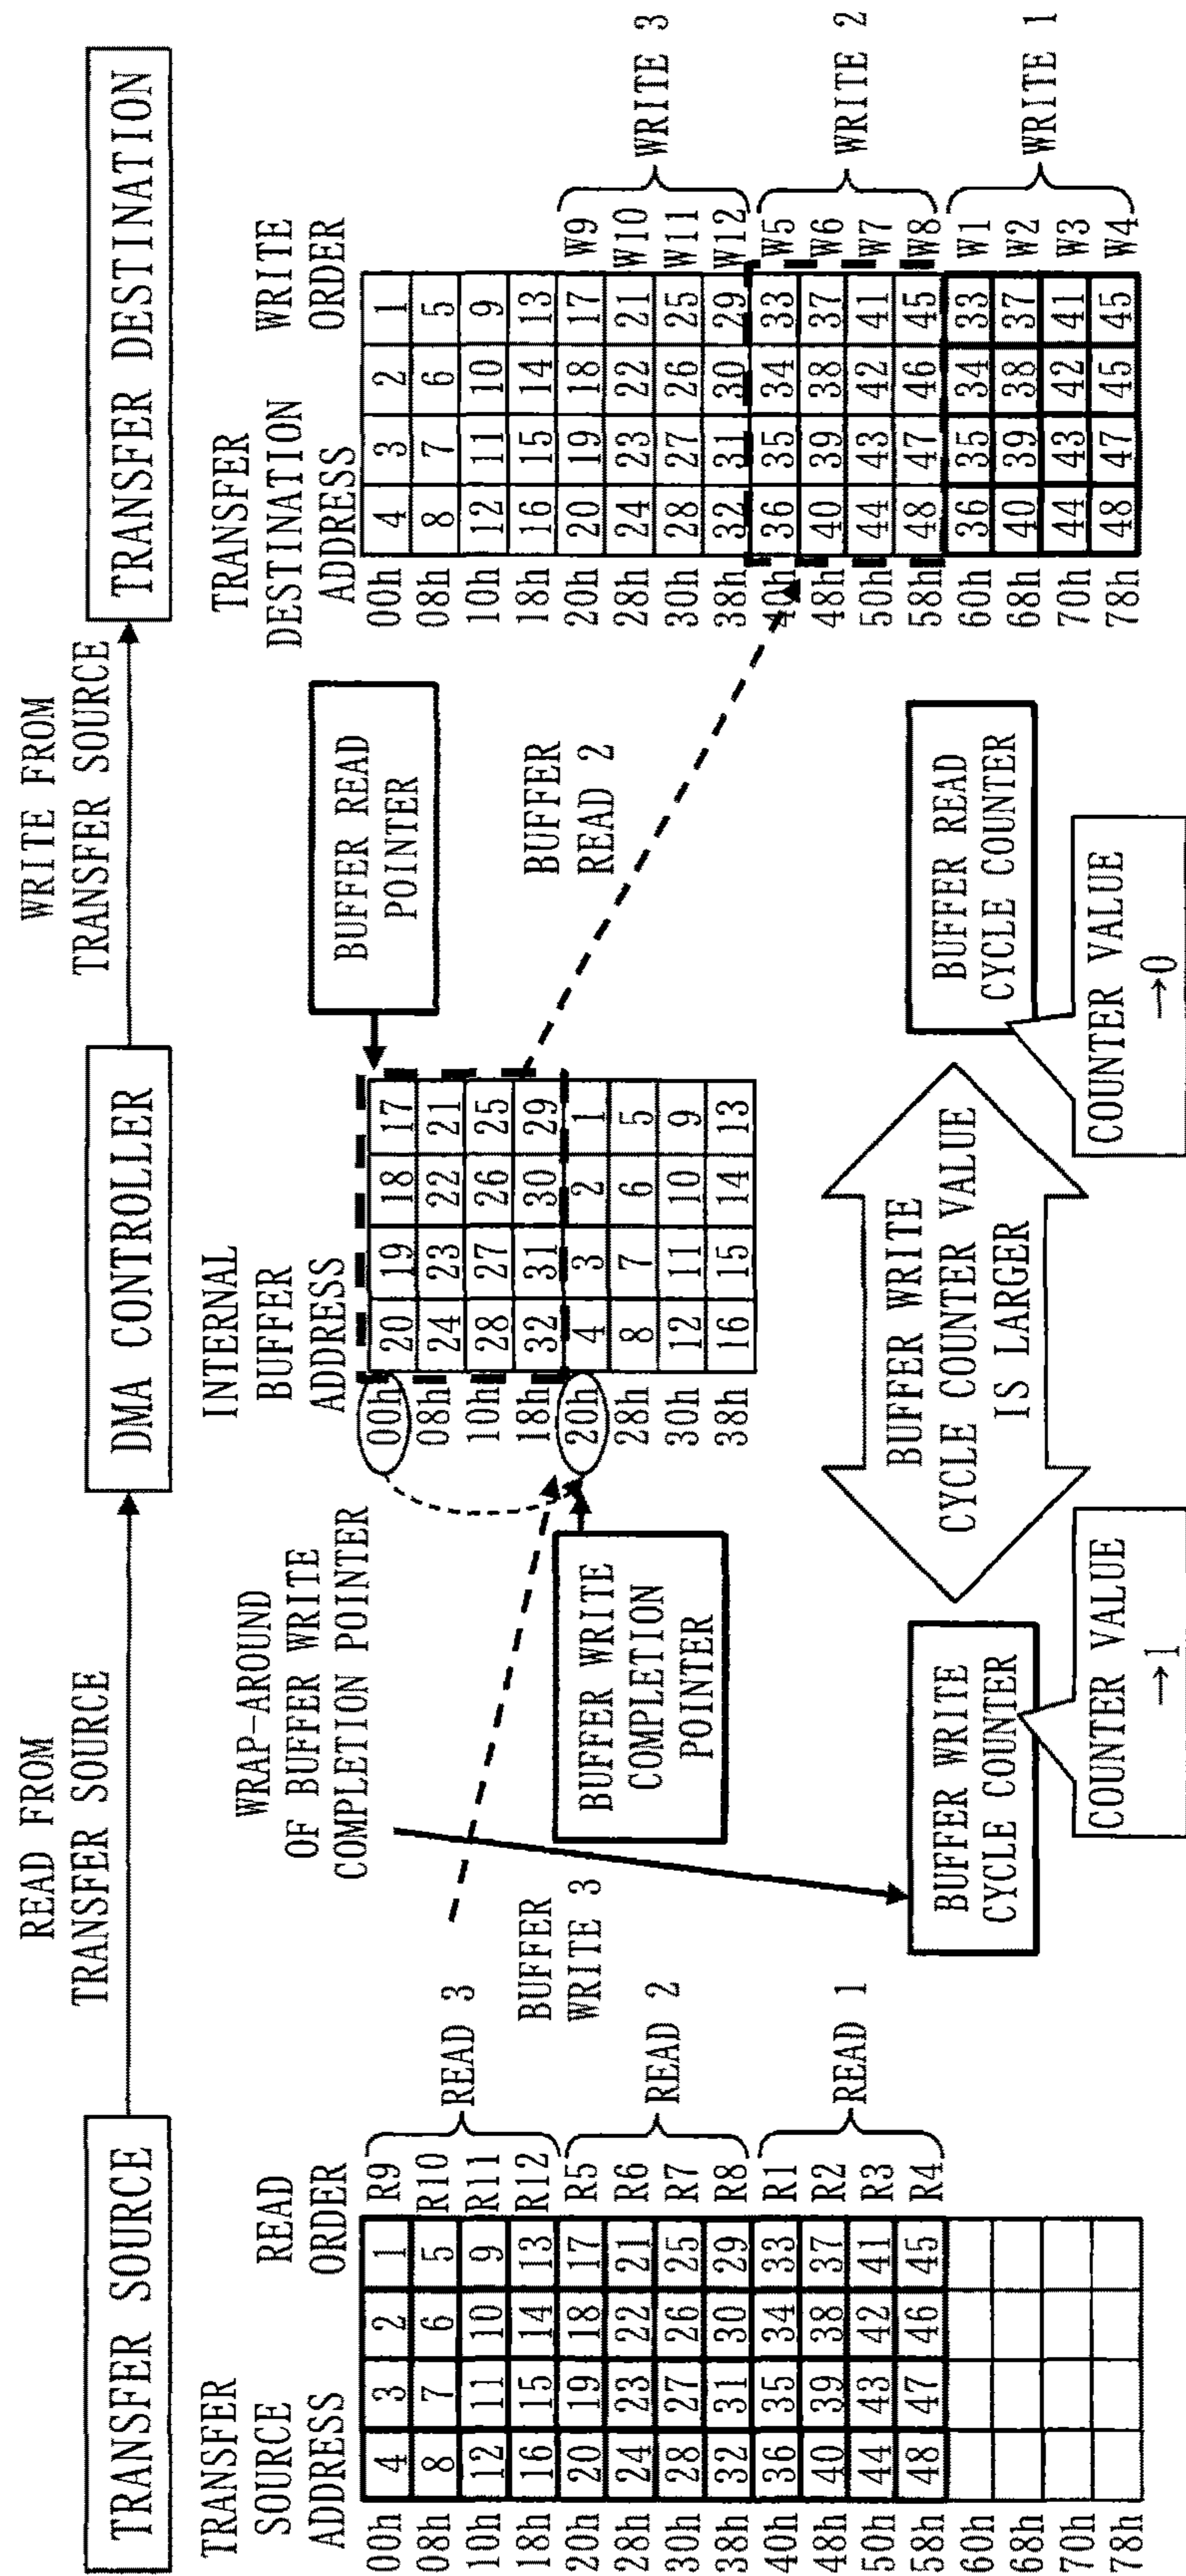 TRANSFER SOURCE
READ FROM
TRANSFER SOURCE
DMA CONTROLLER
WRITE FROM
TRANSFER SOURCE
TRANSFER DESTINATION
TRANSFER
SOURCE
ADDRESS
READ
ORDER
00h 4 3 2 1 R9
08h 8 7 6 5 R10
10h 12 11 10 9 R11
18h 16 15 14 13 R12
20h 20 19 18 17 R5
28h 24 23 22 21 R6
30h 28 27 26 25 R7
38h 32 31 30 29 R8
40h 36 35 34 33 R1
48h 40 39 38 37 R2
50h 44 43 42 41 R3
58h 48 47 46 45 R4
60h
68h
70h
78h
READ 3
READ 2
READ 1
BUFFER
WRITE 3
WRAP-AROUND
OF BUFFER WRITE
COMPLETION POINTER
BUFFER WRITE
COMPLETION
POINTER
INTERNAL
BUFFER
ADDRESS
00h 20 19 18 17
08h 24 23 22 21
10h 28 27 26 25
18h 32 31 30 29
20h 4 3 2 1
28h 8 7 6 5
30h 12 11 10 9
38h 16 15 14 13
BUFFER READ
POINTER
BUFFER
READ 2
BUFFER WRITE
CYCLE COUNTER
COUNTER VALUE
→1
BUFFER WRITE
CYCLE COUNTER VALUE
IS LARGER
BUFFER READ
CYCLE COUNTER
COUNTER VALUE
→0
TRANSFER
DESTINATION
ADDRESS
WRITE
ORDER
00h 4 3 2 1
08h 8 7 6 5
10h 12 11 10 9
18h 16 15 14 13
20h 20 19 18 17 W9
28h 24 23 22 21 W10
30h 28 27 26 25 W11
38h 32 31 30 29 W12
40h 36 35 34 33 W5
48h 40 39 38 37 W6
50h 44 43 42 41 W7
58h 48 47 46 45 W8
60h 36 35 34 33 W1
68h 40 39 38 37 W2
70h 44 43 42 41 W3
78h 48 47 45 45 W4
WRITE 3
WRITE 2
WRITE 1